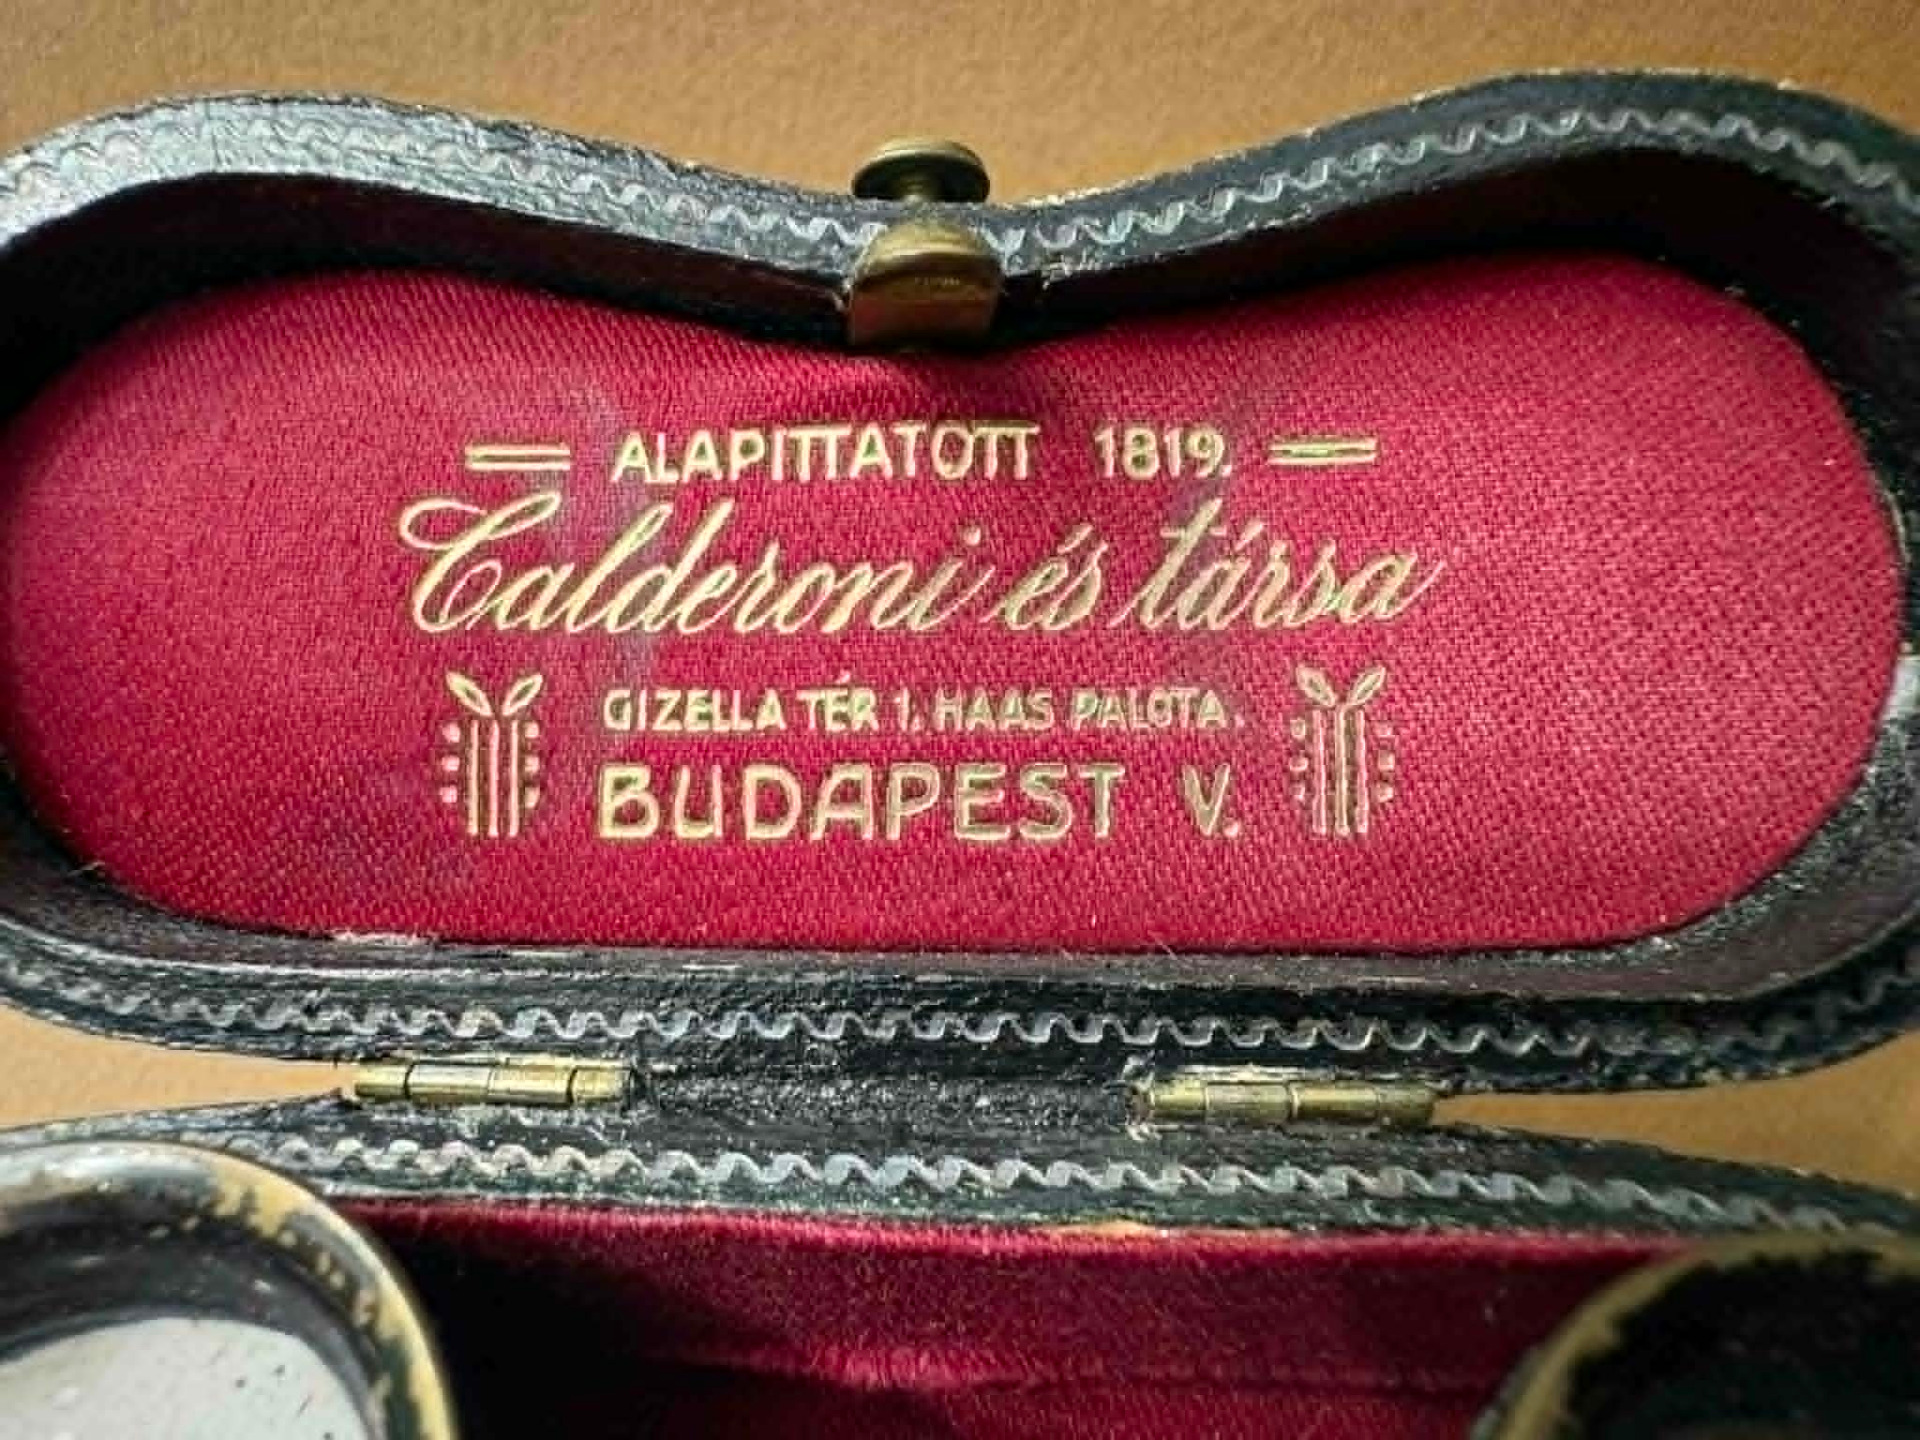 ALAPITTATOTT 1819.
Calderoni és társa
GIZELLA TÉR 1. HAAS PALOTA.
BUDAPEST V.